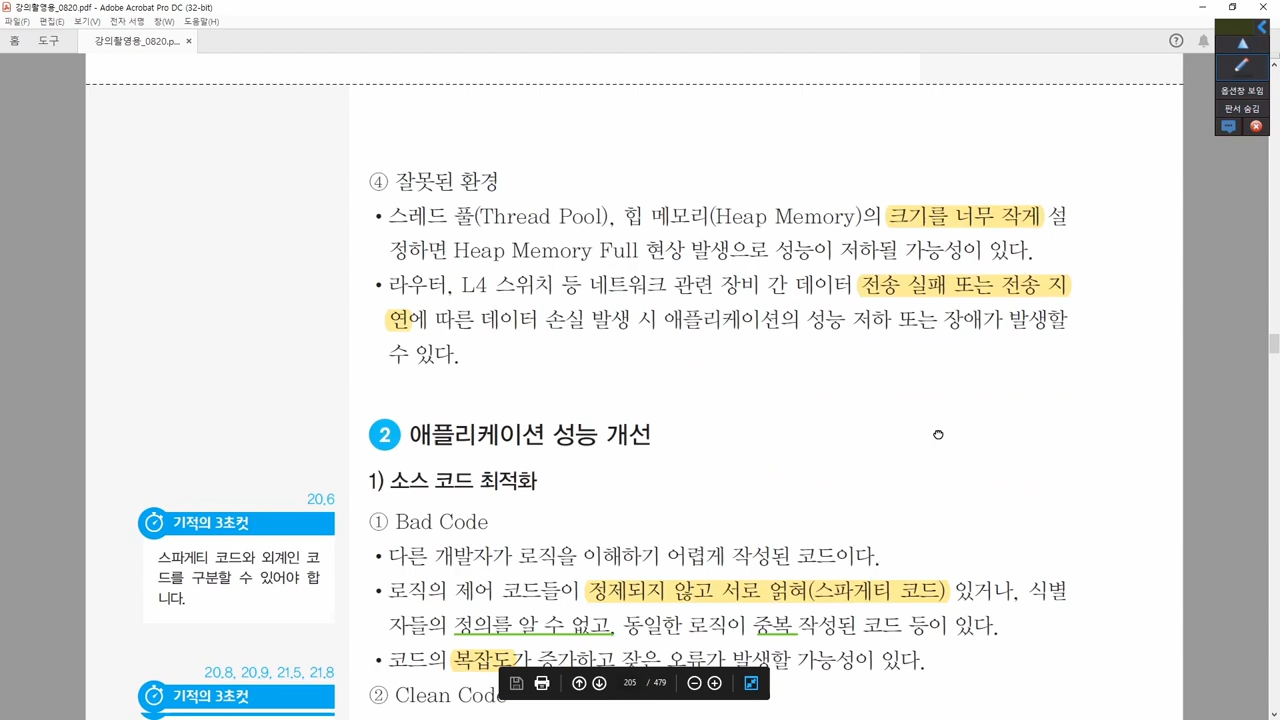 강의촬영용_0820.pdf - Adobe Acrobat Pro DC (32-bit)
파일(F) 편집(E) 보기(V) 전자 서명 창(W) 도움말(H)
홈 도구 강의촬영용_0820.p... ×
옵션창 보임
판서 숨김
④ 잘못된 환경
• 스레드 풀(Thread Pool), 힙 메모리(Heap Memory)의 크기를 너무 작게 설
정하면 Heap Memory Full 현상 발생으로 성능이 저하될 가능성이 있다.
• 라우터, L4 스위치 등 네트워크 관련 장비 간 데이터 전송 실패 또는 전송 지
연에 따른 데이터 손실 발생 시 애플리케이션의 성능 저하 또는 장애가 발생할
수 있다.
2 애플리케이션 성능 개선
1) 소스 코드 최적화
20.6
기적의 3초컷
스파게티 코드와 외계인 코
드를 구분할 수 있어야 합
니다.
① Bad Code
• 다른 개발자가 로직을 이해하기 어렵게 작성된 코드이다.
• 로직의 제어 코드들이 정제되지 않고 서로 얽혀(스파게티 코드) 있거나, 식별
자들의 정의를 알 수 없고, 동일한 로직이 중복 작성된 코드 등이 있다.
• 코드의 복잡도가 증가하고 잦은 오류가 발생할 가능성이 있다.
20.8, 20.9, 21.5, 21.8
기적의 3초컷
② Clean Code
205 / 479